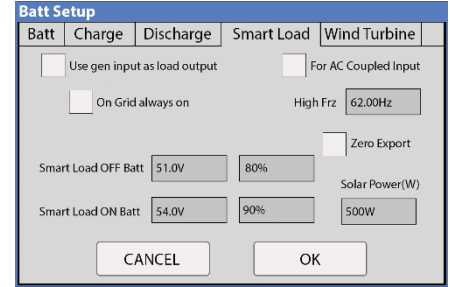 Batt Setup
Batt Charge Discharge Smart Load Wind Turbine
Use gen input as load output For AC Coupled Input
On Grid always on High Frz 62.00Hz
Zero Export
Smart Load OFF Batt 51.0V 80%
Solar Power(W)
Smart Load ON Batt 54.0V 90% 500W
CANCEL OK